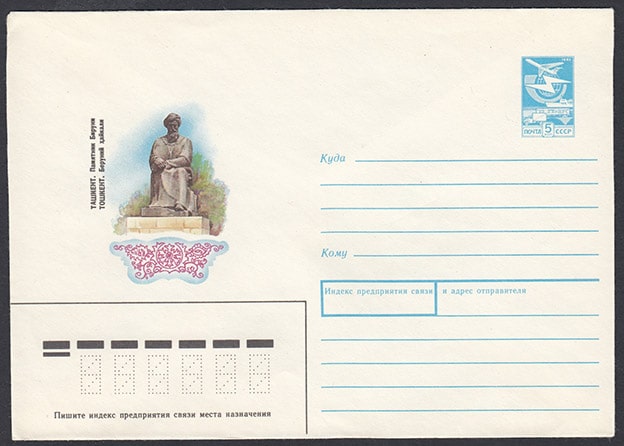 ТАШКЕНТ. Памятник Беруни
ТОШКЕНТ. Беруний ҳайкали
ПОЧТА 5 К СССР
Куда
Кому
Индекс предприятия связи и адрес отправителя
Пишите индекс предприятия связи места назначения